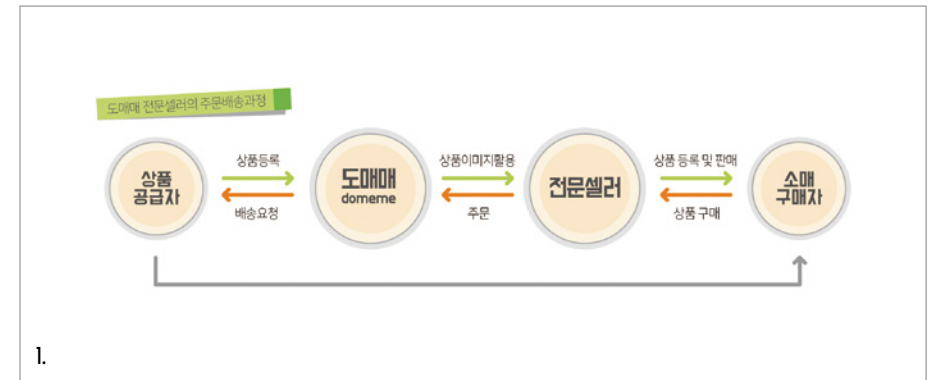 도매매 전문셀러의 주문배송과정
상품
공급자
상품등록
배송요청
도매매
domeme
상품이미지활용
주문
전문셀러
상품 등록 및 판매
상품 구매
소매
구매자
1.